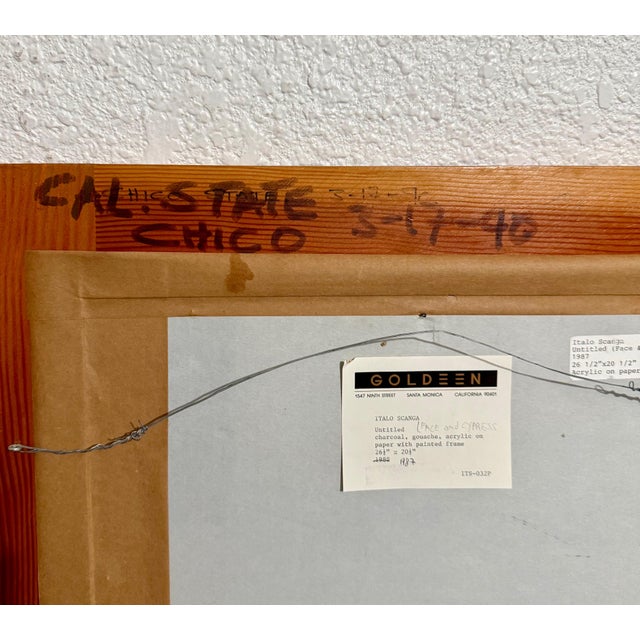 CAL. STATE 3-17-90
CHICO
Italo Scanga
Untitled (Face &
1987
26 1/2"x20 1/2"
Acrylic on paper
GOLDEEN
1547 NINTH STREET SANTA MONICA CALIFORNIA 90401
ITALO SCANGA
Untitled (FACE and CYPRESS
charcoal, gouache, acrylic on
paper with painted frame
26½" x 20½"
1986 1987
ITS-032P